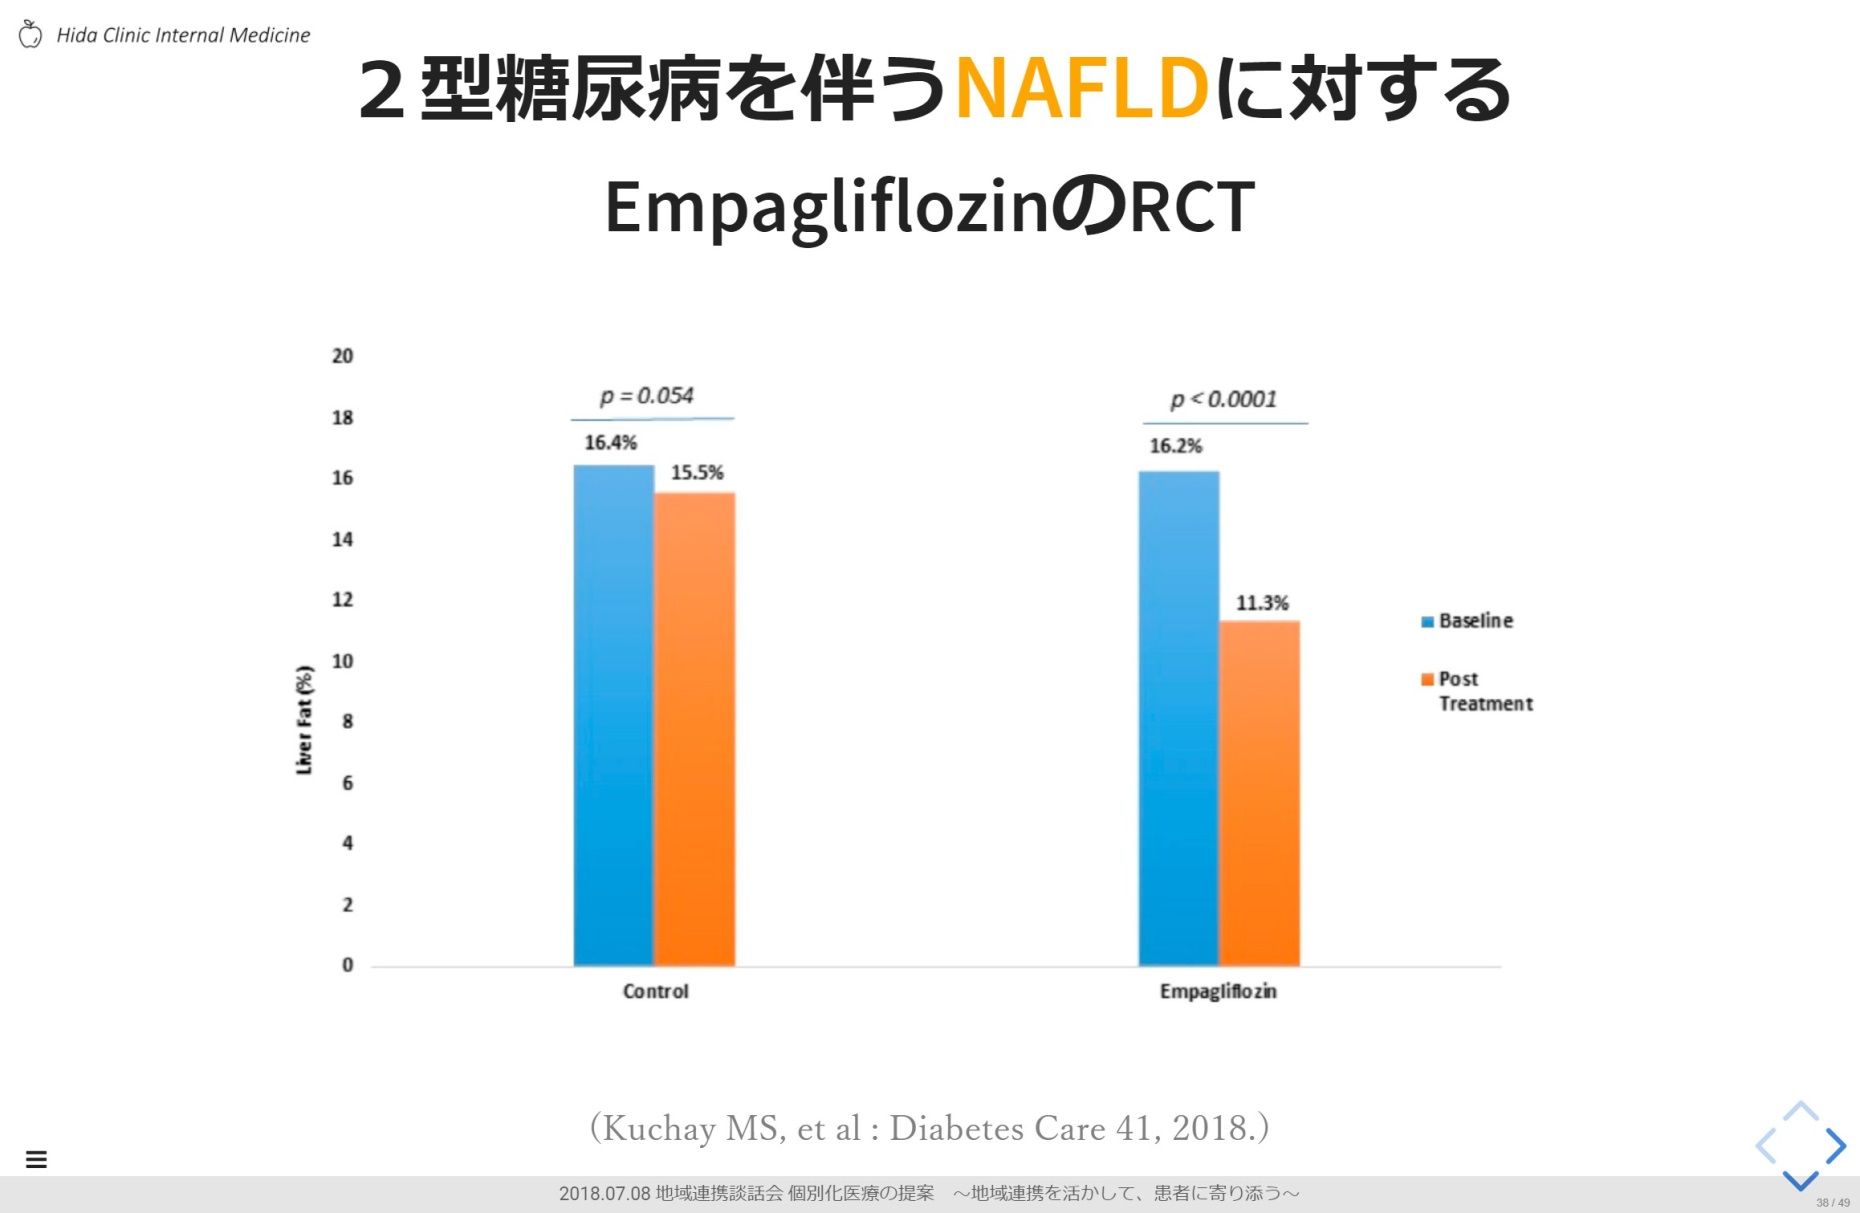 Hida Clinic Internal Medicine
２型糖尿病を伴うNAFLDに対する
EmpagliflozinのRCT
20
18
16
14
12
10
8
6
4
2
0
Liver Fat (%)
p = 0.054
16.4%
15.5%
p < 0.0001
16.2%
11.3%
Control
Empagliflozin
Baseline
Post
Treatment
(Kuchay MS, et al : Diabetes Care 41, 2018.)
2018.07.08 地域連携談話会 個別化医療の提案　～地域連携を活かして、患者に寄り添う～
38 / 49